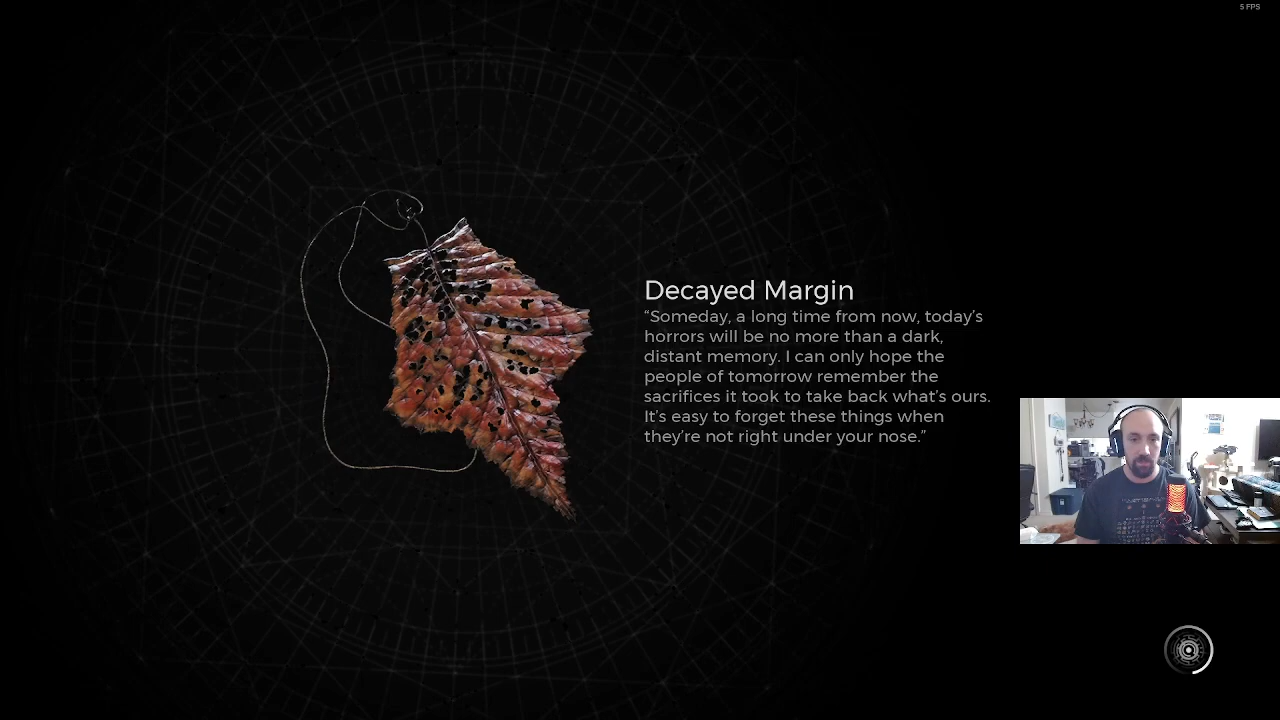 5 FPS
Decayed Margin
“Someday, a long time from now, today’s
horrors will be no more than a dark,
distant memory. I can only hope the
people of tomorrow remember the
sacrifices it took to take back what’s ours.
It’s easy to forget these things when
they’re not right under your nose.”